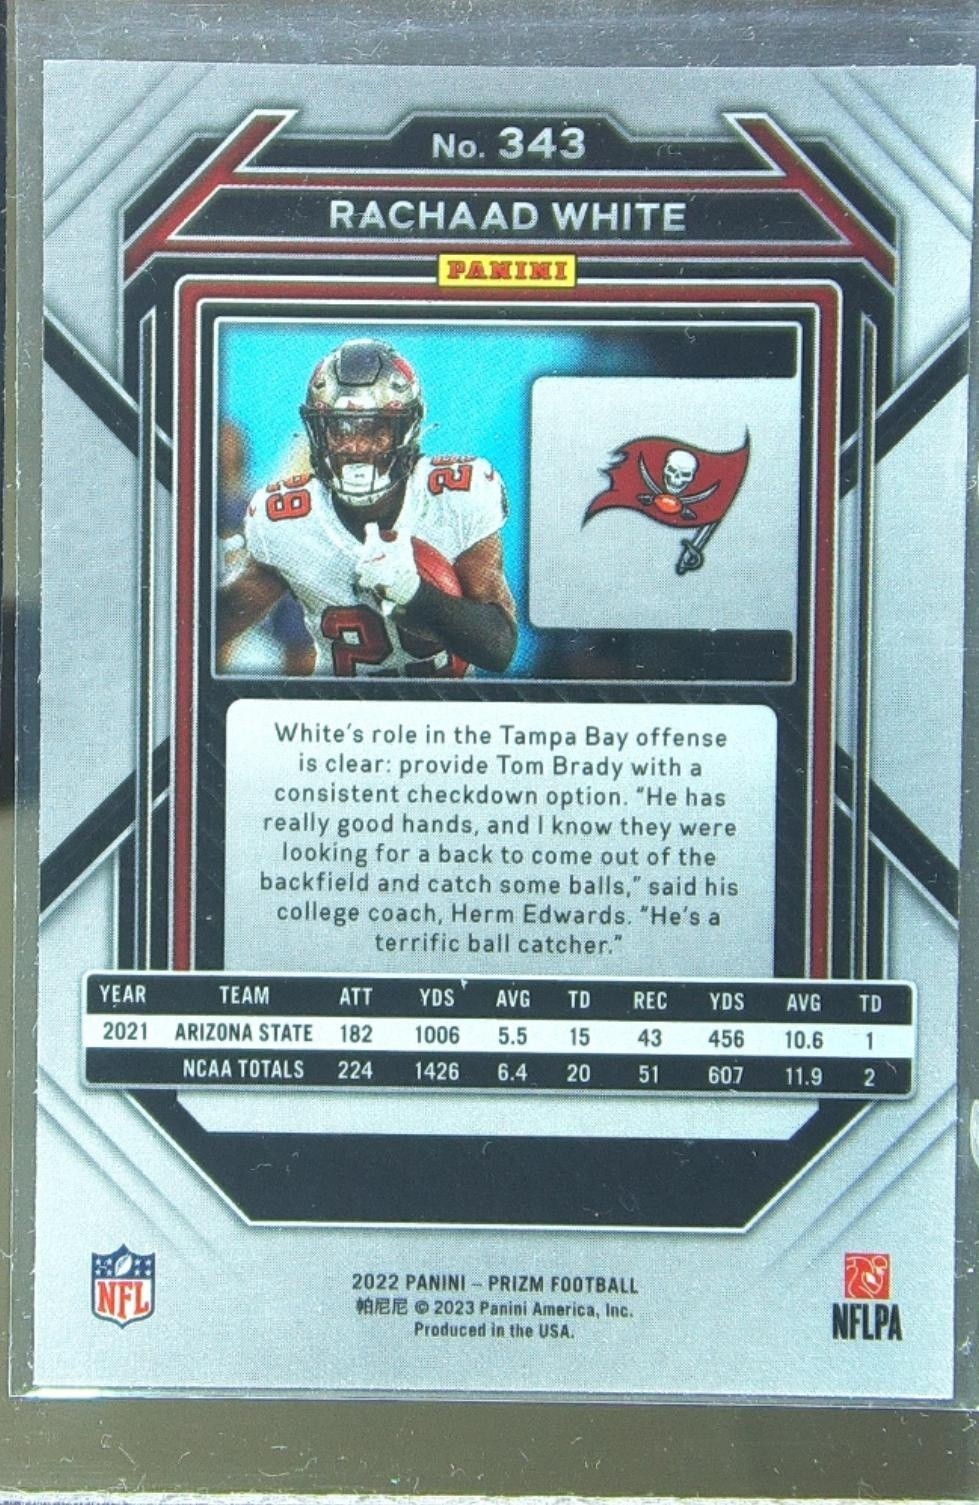 No. 343
RACHAAD WHITE
PANINI
29
25
25
White's role in the Tampa Bay offense
is clear: provide Tom Brady with a
consistent checkdown option. "He has
really good hands, and I know they were
looking for a back to come out of the
backfield and catch some balls," said his
college coach, Herm Edwards. "He's a
terrific ball catcher."
YEAR TEAM ATT YDS AVG TD REC YDS AVG TD
2021 ARIZONA STATE 182 1006 5.5 15 43 456 10.6 1
NCAA TOTALS 224 1426 6.4 20 51 607 11.9 2
NFL
2022 PANINI – PRIZM FOOTBALL
帕尼尼 © 2023 Panini America, Inc.
Produced in the USA.
NFLPA